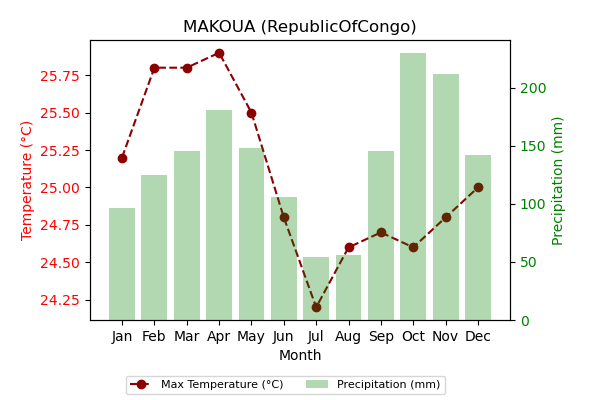 MAKOUA (RepublicOfCongo)
25.75
25.50
25.25
25.00
24.75
24.50
24.25
Temperature (°C)
200
150
100
50
0
Precipitation (mm)
Jan Feb Mar Apr May Jun Jul Aug Sep Oct Nov Dec
Month
Max Temperature (°C) Precipitation (mm)